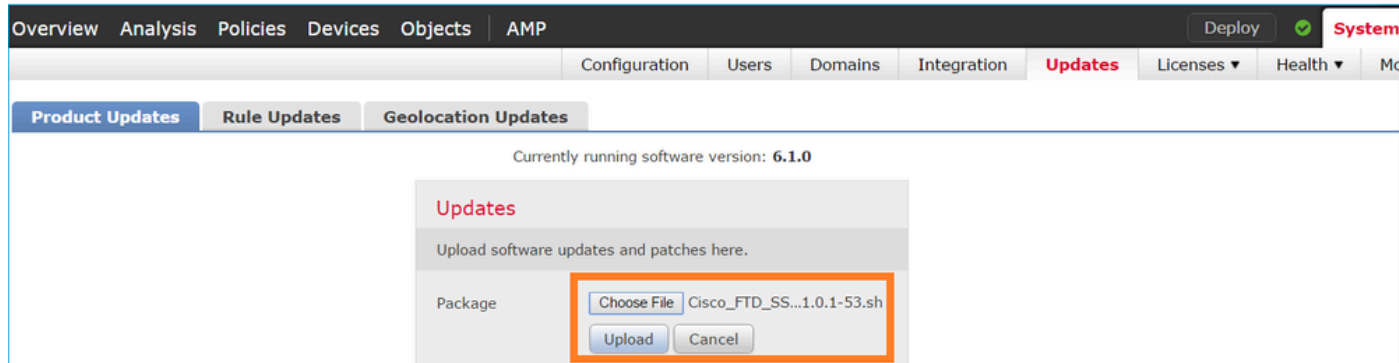 Overview Analysis Policies Devices Objects AMP Deploy System
Configuration Users Domains Integration Updates Licenses ▾ Health ▾ Mo
Product Updates Rule Updates Geolocation Updates
Currently running software version: 6.1.0
Updates
Upload software updates and patches here.
Package Choose File Cisco_FTD_SS...1.0.1-53.sh
Upload Cancel